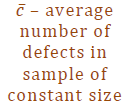 c̄ – average
number of
defects in
sample of
constant size